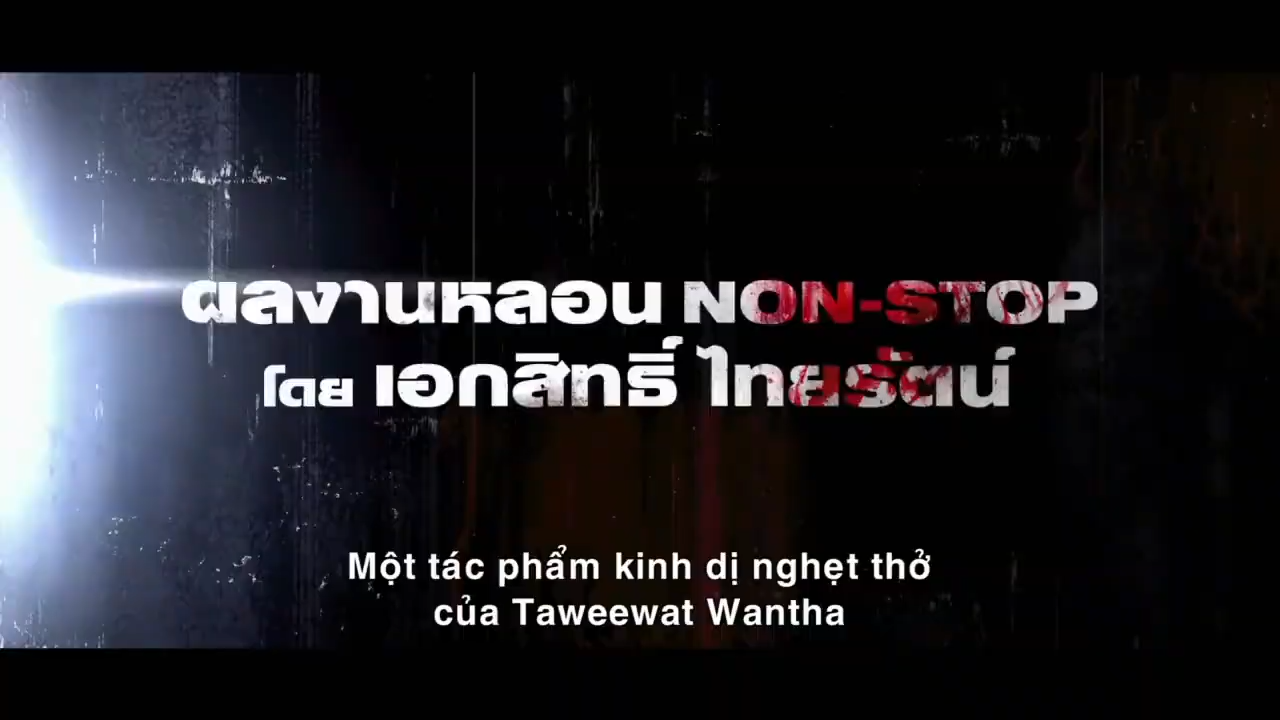 ผลงานหลอน NON-STOP
โดย เอกสิทธิ์ ไทยรัตน์
Một tác phẩm kinh dị nghẹt thở
của Taweewat Wantha